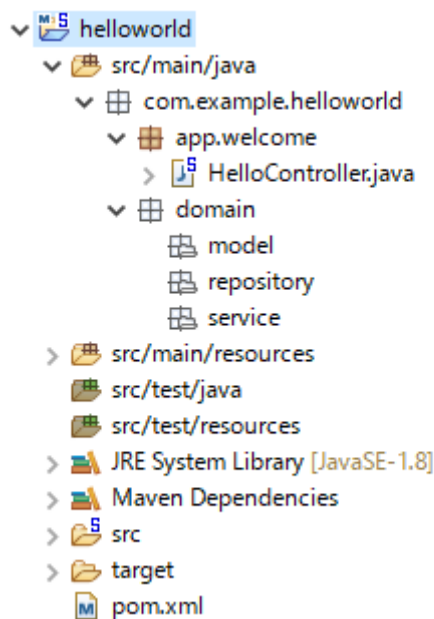 helloworld
src/main/java
com.example.helloworld
app.welcome
HelloController.java
domain
model
repository
service
src/main/resources
src/test/java
src/test/resources
JRE System Library [JavaSE-1.8]
Maven Dependencies
src
target
pom.xml